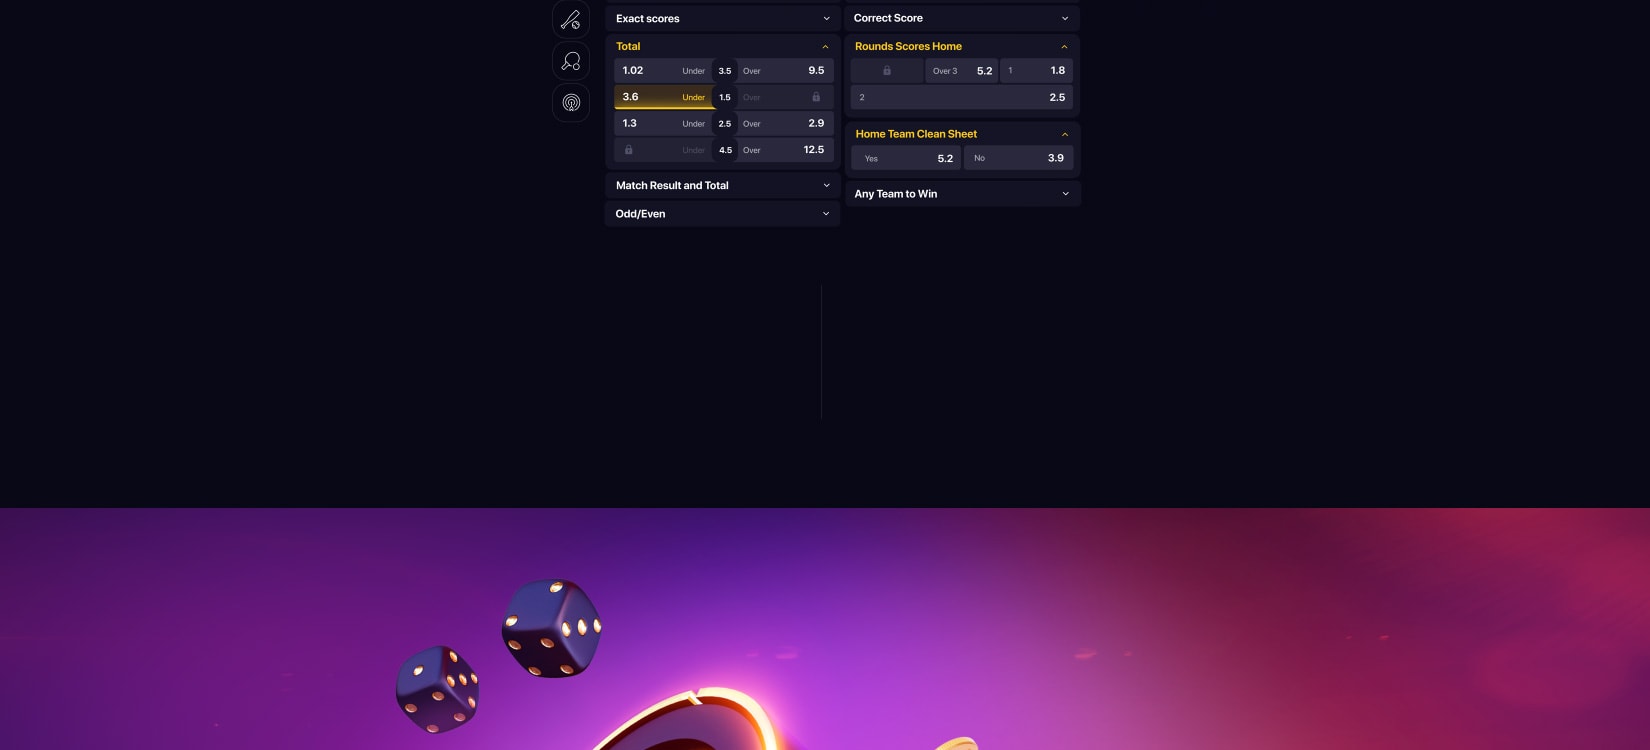 Exact scores
Total
1.02 Under 3.5 Over 9.5
3.6 Under 1.5 Over
1.3 Under 2.5 Over 2.9
Under 4.5 Over 12.5
Match Result and Total
Odd/Even
Correct Score
Rounds Scores Home
Over 3 5.2 1 1.8
2 2.5
Home Team Clean Sheet
Yes 5.2 No 3.9
Any Team to Win